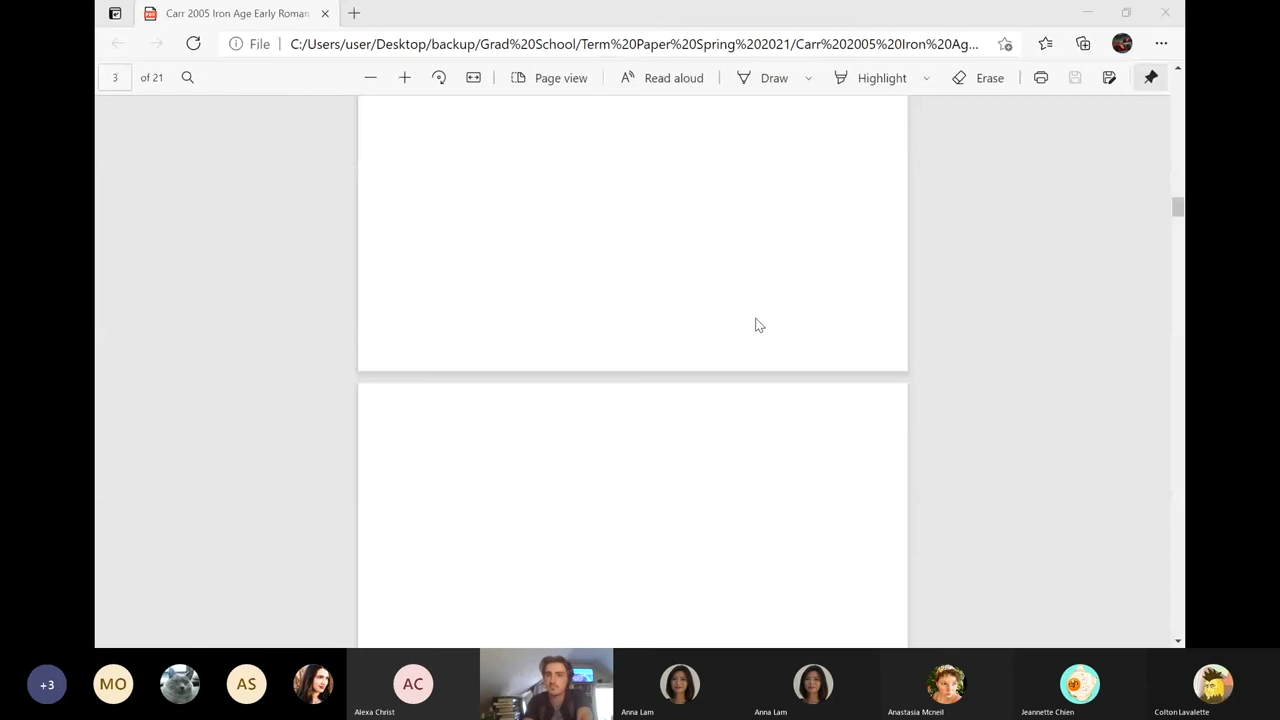 Carr 2005 Iron Age Early Roman
File C:/Users/user/Desktop/backup/Grad%20School/Term%20Paper%20Spring%202021/Carr%202005%20Iron%20Ag...
3 of 21 Page view Read aloud Draw Highlight Erase
+3 MO AS AC
Alexa Christ Anna Lam Anna Lam Anastasia Mcneil Jeannette Chien Colton Lavalette